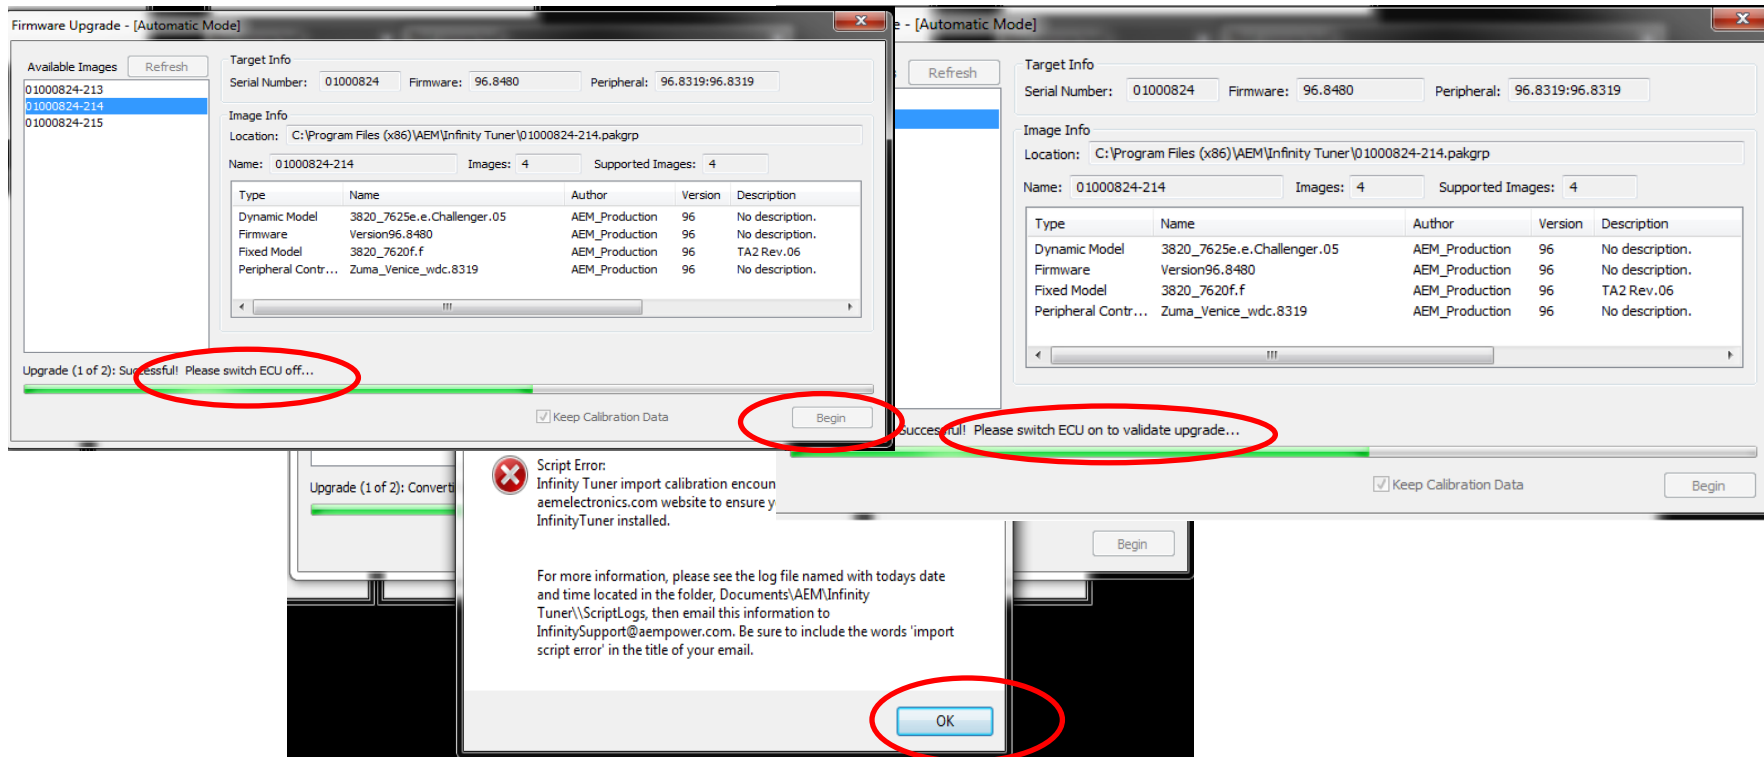 Firmware Upgrade - [Automatic Mode]
Available Images
Refresh
01000824-213
01000824-214
01000824-215
Target Info
Serial Number: 01000824 Firmware: 96.8480 Peripheral: 96.8319:96.8319
Image Info
Location: C:\Program Files (x86)\AEM\Infinity Tuner\01000824-214.pakgrp
Name: 01000824-214 Images: 4 Supported Images: 4
Type Name Author Version Description
Dynamic Model 3820_7625e.e.Challenger.05 AEM_Production 96 No description.
Firmware Version96.8480 AEM_Production 96 No description.
Fixed Model 3820_7620f.f AEM_Production 96 TA2 Rev.06
Peripheral Contr... Zuma_Venice_wdc.8319 AEM_Production 96 No description.
Upgrade (1 of 2): Successful! Please switch ECU off...
Keep Calibration Data
Begin
- [Automatic Mode]
Refresh
Target Info
Serial Number: 01000824 Firmware: 96.8480 Peripheral: 96.8319:96.8319
Image Info
Location: C:\Program Files (x86)\AEM\Infinity Tuner\01000824-214.pakgrp
Name: 01000824-214 Images: 4 Supported Images: 4
Type Name Author Version Description
Dynamic Model 3820_7625e.e.Challenger.05 AEM_Production 96 No description.
Firmware Version96.8480 AEM_Production 96 No description.
Fixed Model 3820_7620f.f AEM_Production 96 TA2 Rev.06
Peripheral Contr... Zuma_Venice_wdc.8319 AEM_Production 96 No description.
Successful! Please switch ECU on to validate upgrade...
Keep Calibration Data
Begin
Upgrade (1 of 2): Converti
Begin
Script Error:
Infinity Tuner import calibration encoun
aemelectronics.com website to ensure y
InfinityTuner installed.
For more information, please see the log file named with todays date
and time located in the folder, Documents\AEM\Infinity
Tuner\\ScriptLogs, then email this information to
InfinitySupport@aempower.com. Be sure to include the words 'import
script error' in the title of your email.
OK